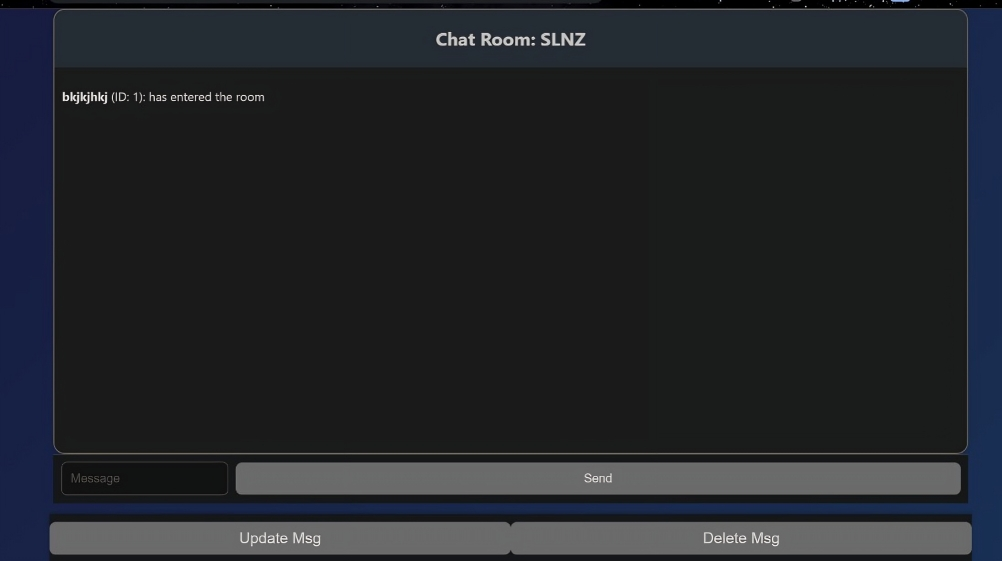 Chat Room: SLNZ
bkjkjhkj (ID: 1): has entered the room
Message
Send
Update Msg
Delete Msg